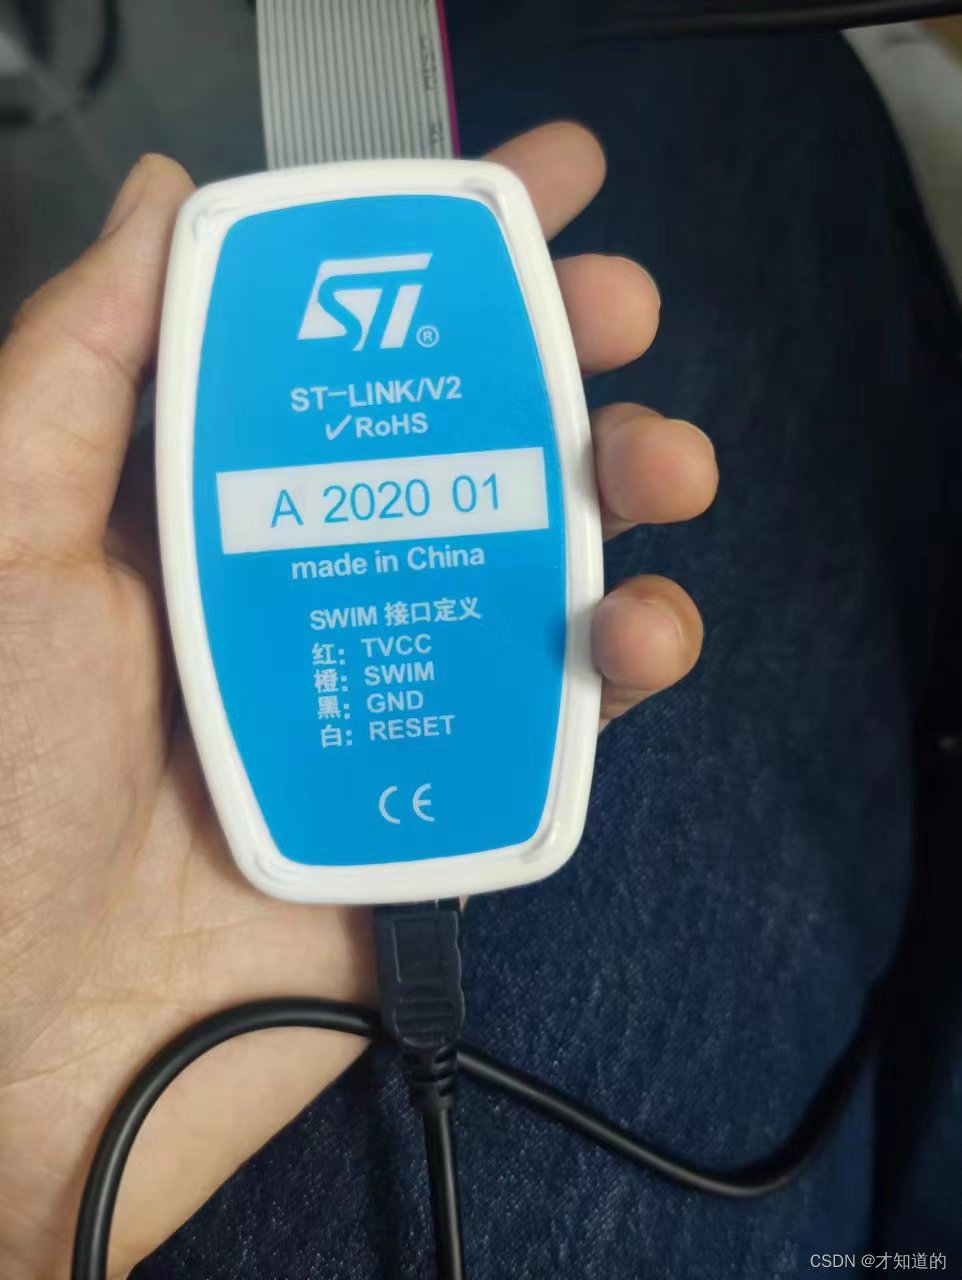 ST®
ST-LINK/V2
✓RoHS
A 2020 01
made in China
SWIM 接口定义
红：TVCC
橙：SWIM
黑：GND
白：RESET
CE
CSDN @才知道的